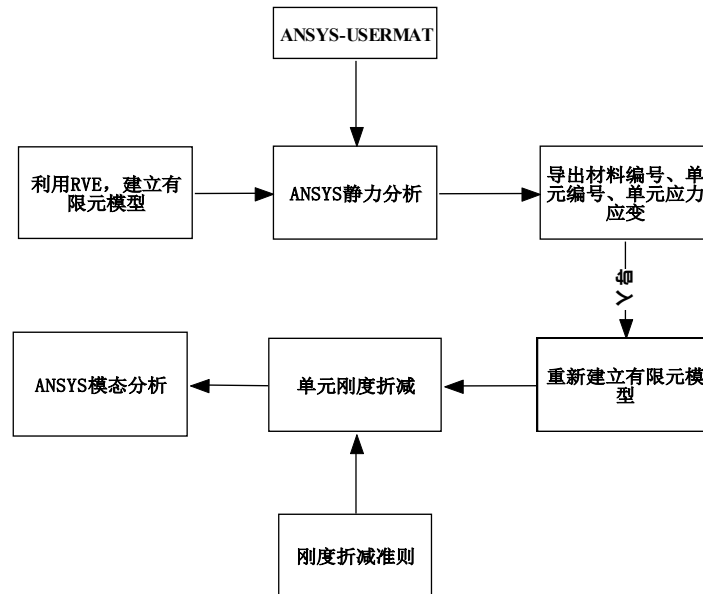 ANSYS-USERMAT
利用RVE，建立有
限元模型
ANSYS静力分析
导出材料编号、单
元编号、单元应力
应变
导入
ANSYS模态分析
单元刚度折减
重新建立有限元模
型
刚度折减准则